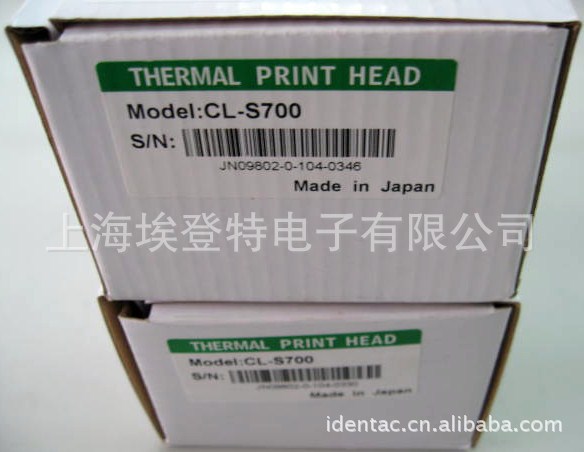 THERMAL PRINT HEAD
Model:CL-S700
S/N:
JN09802-0-104-0346
Made in Japan
上海埃登特电子有限公司
THERMAL PRINT HEAD
Model:CL-S700
S/N:
Made in Japan
identac.cn.alibaba.com